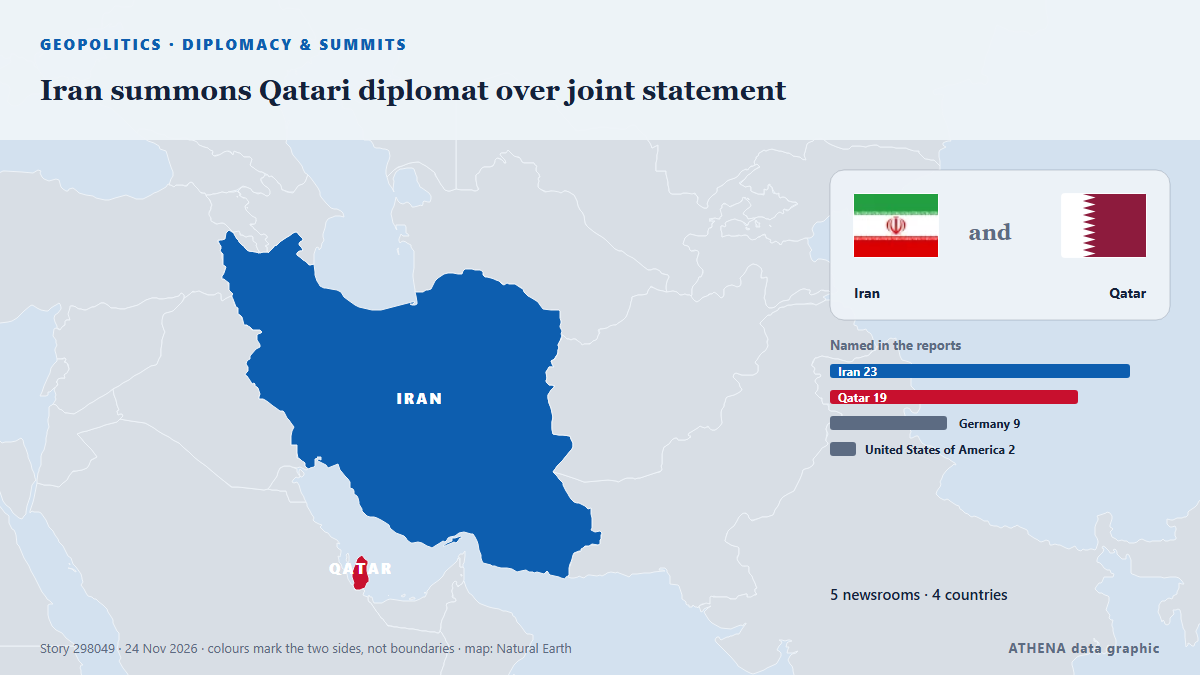 GEOPOLITICS · DIPLOMACY & SUMMITS
Iran summons Qatari diplomat over joint statement
and
Iran
Qatar
Named in the reports
Iran 23
Qatar 19
Germany 9
United States of America 2
IRAN
QATAR
5 newsrooms · 4 countries
Story 298049 · 24 Nov 2026 · colours mark the two sides, not boundaries · map: Natural Earth
ATHENA data graphic